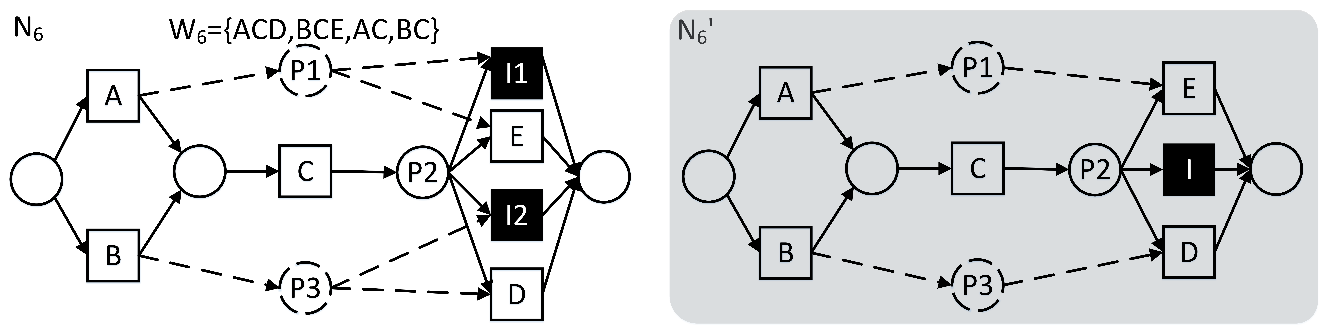 N6 W6={ACD,BCE,AC,BC}
P1
I1
A
E
C
P2
I2
B
P3
D
N6'
P1
A
E
C
P2
I
B
D
P3